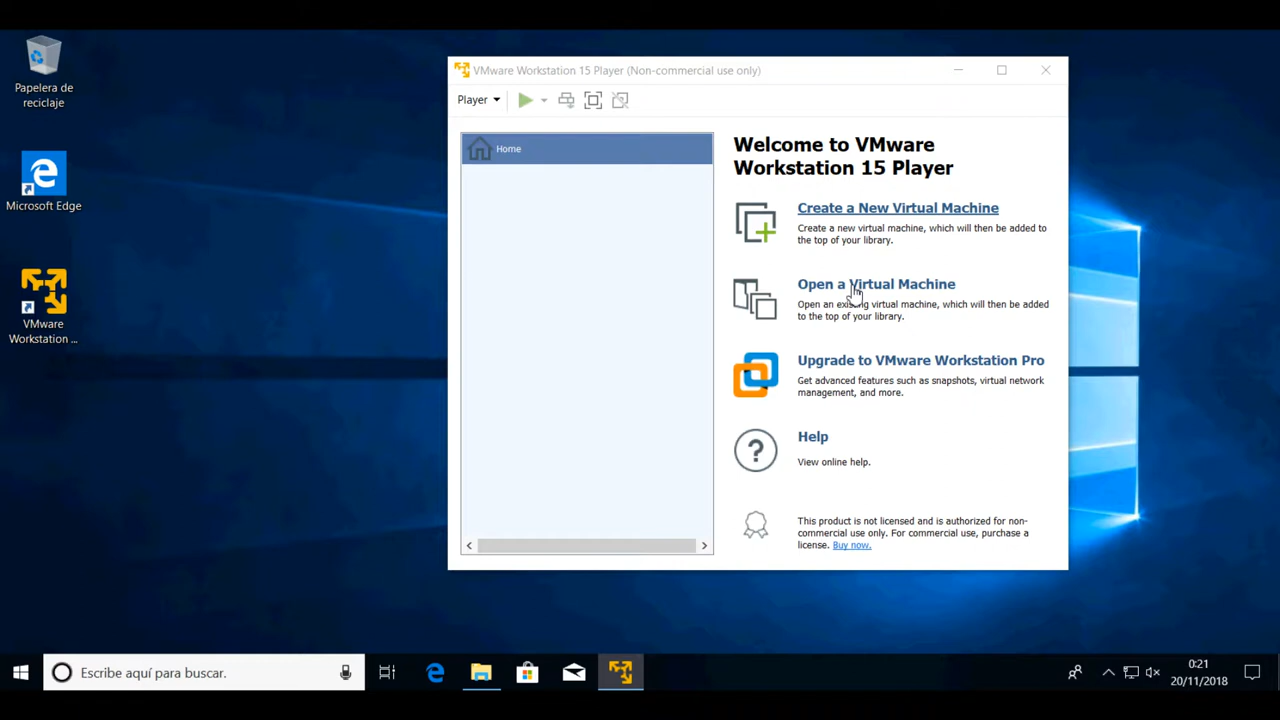 Papelera de
reciclaje
Microsoft Edge
VMware
Workstation ...
VMware Workstation 15 Player (Non-commercial use only)
Player
Home
Welcome to VMware
Workstation 15 Player
Create a New Virtual Machine
Create a new virtual machine, which will then be added to
the top of your library.
Open a Virtual Machine
Open an existing virtual machine, which will then be added
to the top of your library.
Upgrade to VMware Workstation Pro
Get advanced features such as snapshots, virtual network
management, and more.
Help
View online help.
This product is not licensed and is authorized for non-
commercial use only. For commercial use, purchase a
license. Buy now.
Escribe aquí para buscar.
0:21
20/11/2018